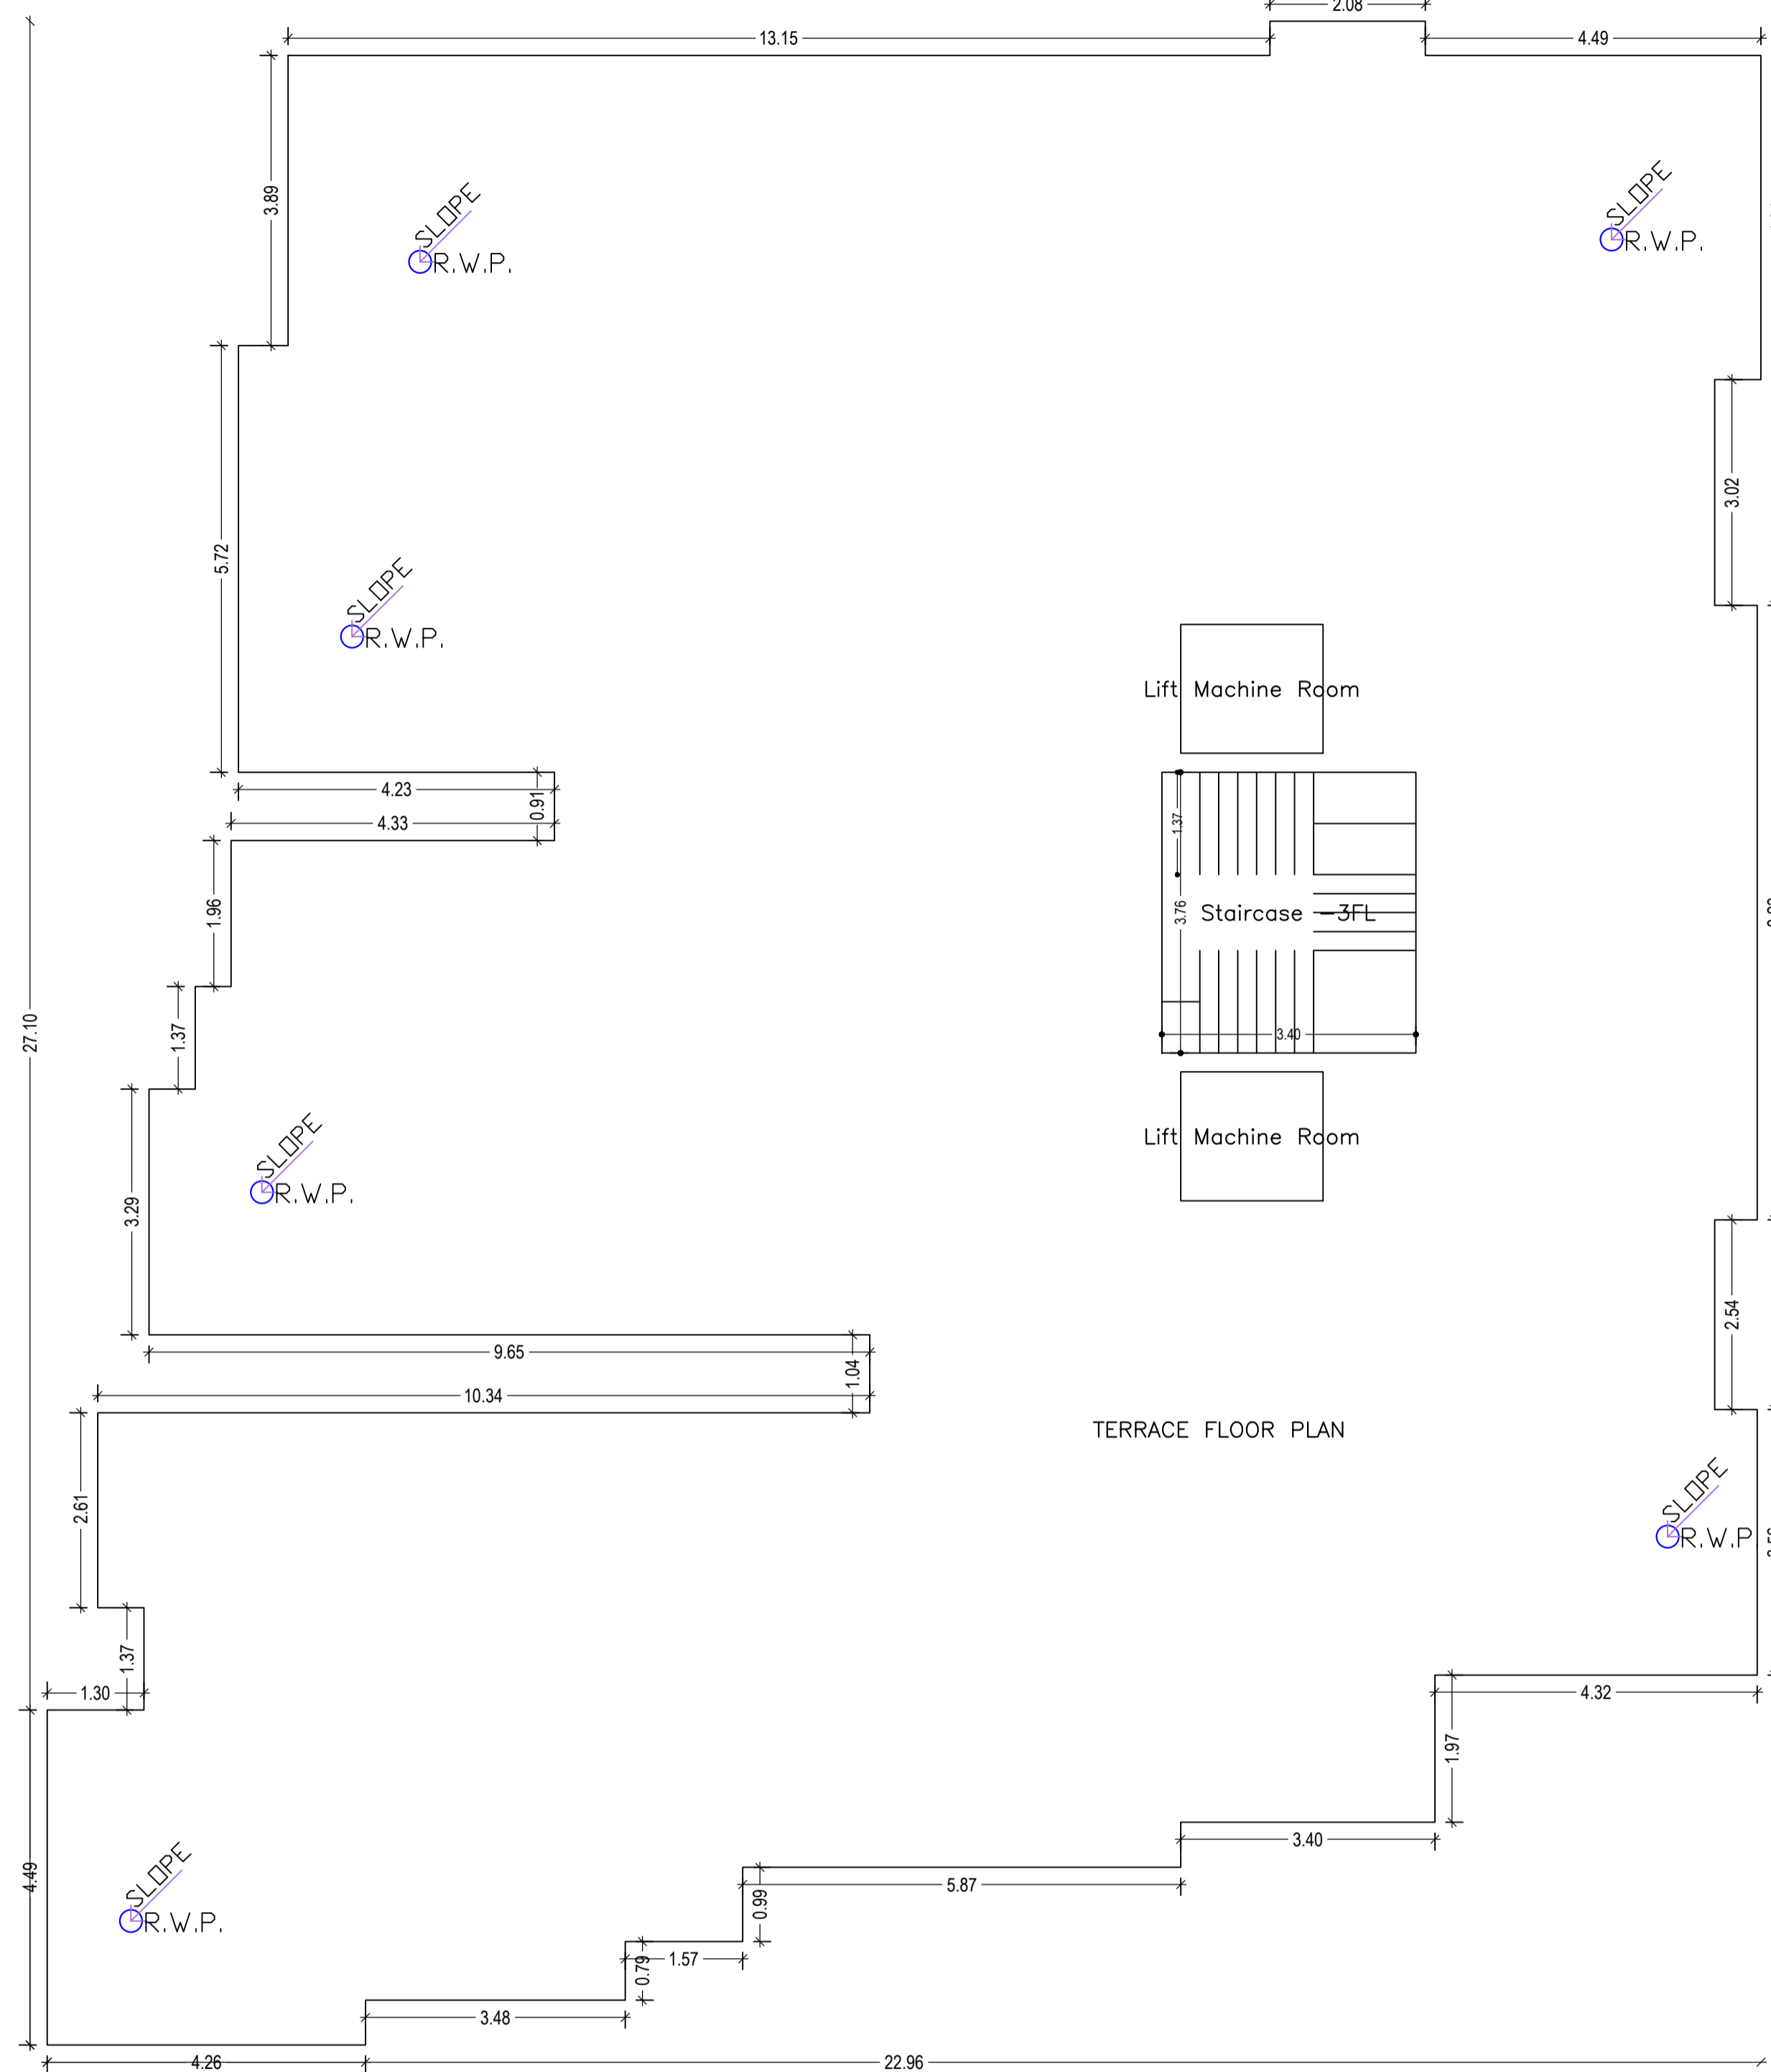 2.08
13.15
4.49
3.89
SLOPE
R.W.P.
SLOPE
R.W.P.
3.02
5.72
SLOPE
R.W.P.
Lift Machine Room
4.23
0.91
4.33
1.37
1.96
3.76
Staircase -3FL
27.10
1.37
3.40
Lift Machine Room
SLOPE
R.W.P.
3.29
2.54
9.65
1.04
10.34
TERRACE FLOOR PLAN
2.61
SLOPE
R.W.P
1.37
1.30
4.32
1.97
3.40
4.49
5.87
0.99
SLOPE
R.W.P.
1.57
0.79
3.48
4.26
22.96